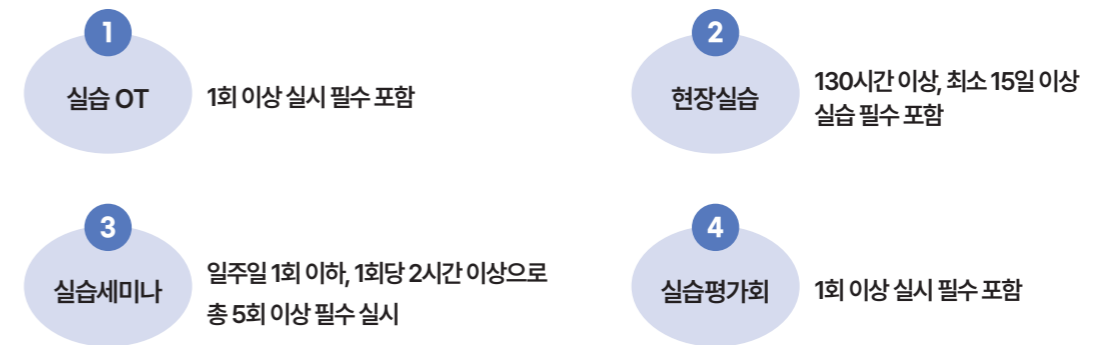 1
실습 OT
1회 이상 실시 필수 포함
2
현장실습
130시간 이상, 최소 15일 이상
실습 필수 포함
3
실습세미나
일주일 1회 이하, 1회당 2시간 이상으로
총 5회 이상 필수 실시
4
실습평가회
1회 이상 실시 필수 포함